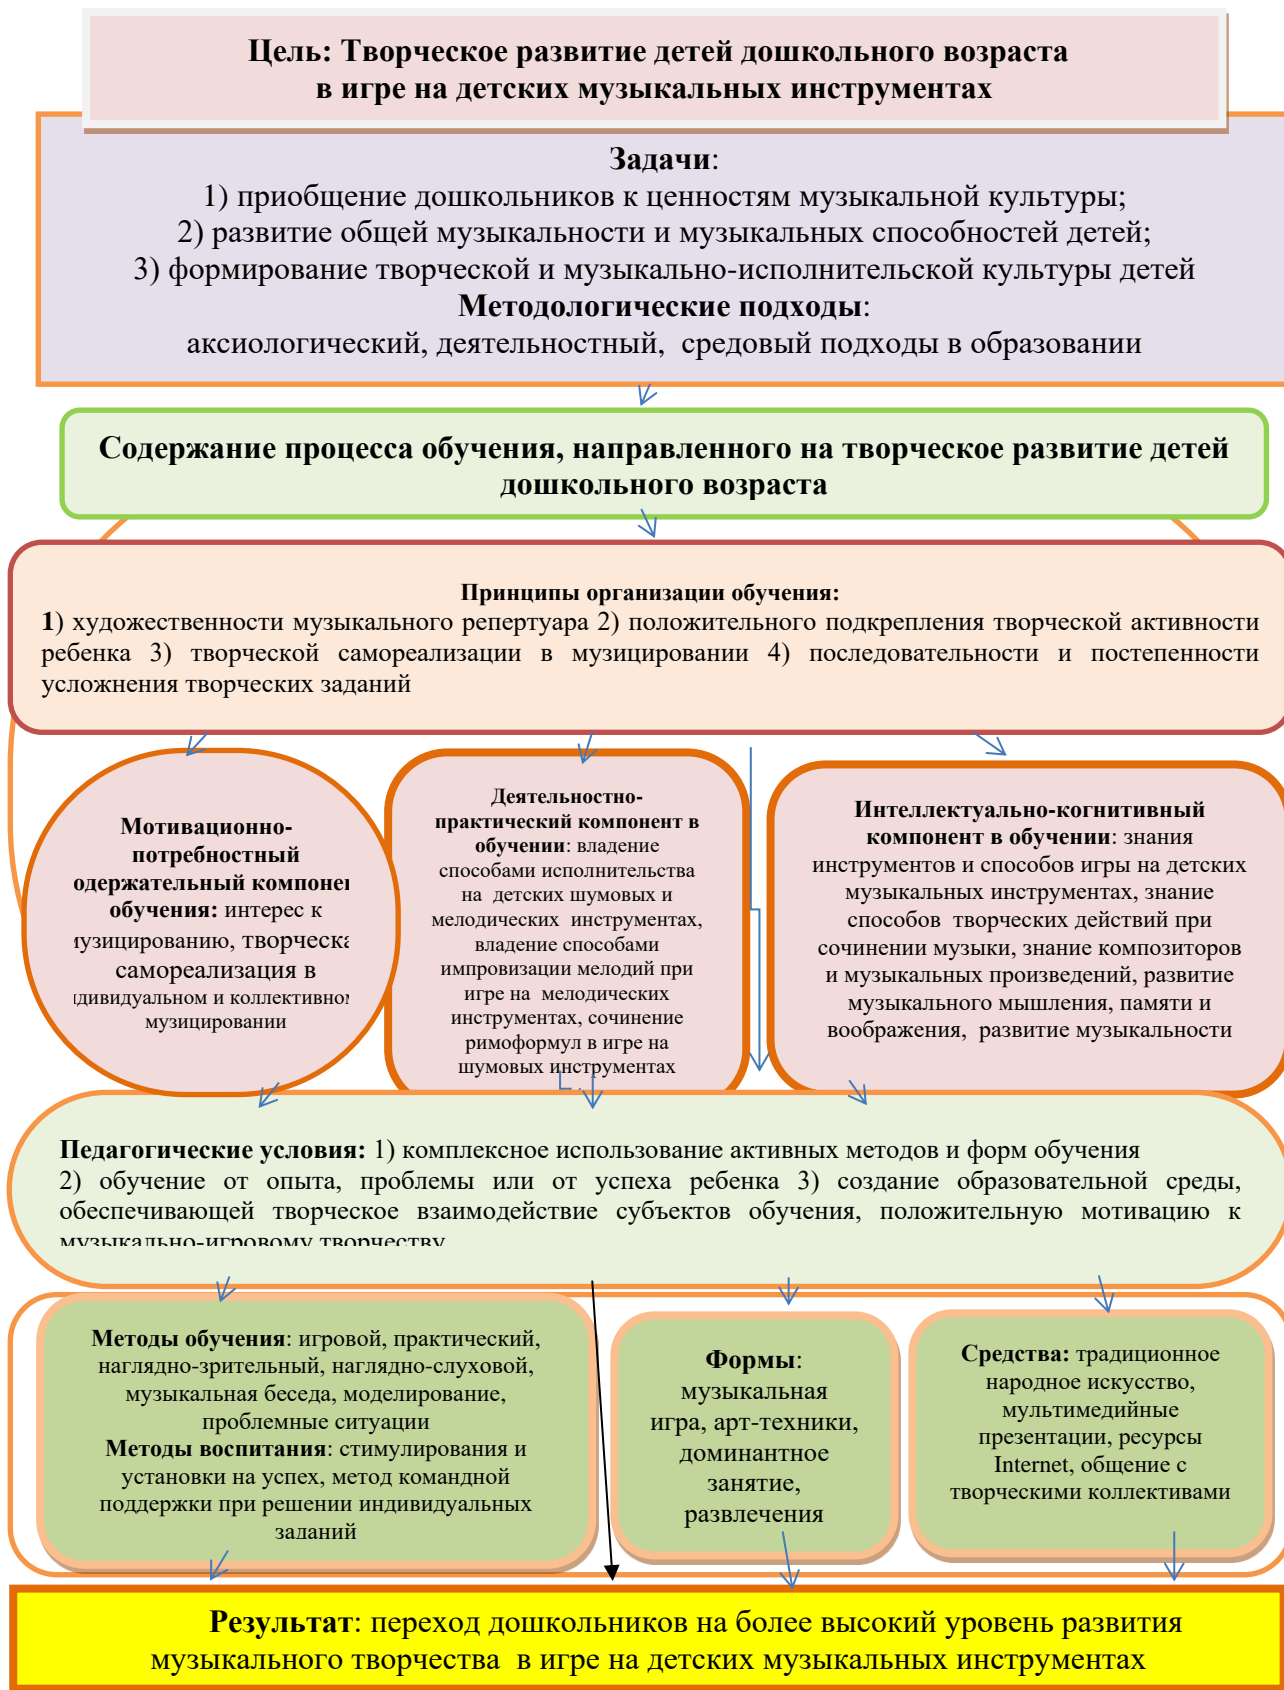 Цель: Творческое развитие детей дошкольного возраста
в игре на детских музыкальных инструментах
Задачи:
1) приобщение дошкольников к ценностям музыкальной культуры;
2) развитие общей музыкальности и музыкальных способностей детей;
3) формирование творческой и музыкально-исполнительской культуры детей
Методологические подходы:
аксиологический, деятельностный, средовый подходы в образовании
Содержание процесса обучения, направленного на творческое развитие детей
дошкольного возраста
Принципы организации обучения:
1) художественности музыкального репертуара 2) положительного подкрепления творческой активности
ребенка 3) творческой самореализации в музицировании 4) последовательности и постепенности
усложнения творческих заданий
Мотивационно-
потребностный
одержательный компонен
обучения: интерес к
узицированию, творческа
самореализация в
дивидуальном и коллективном
музицировании
Деятельностно-
практический компонент в
обучении: владение
способами исполнительства
на детских шумовых и
мелодических инструментах,
владение способами
импровизации мелодий при
игре на мелодических
инструментах, сочинение
римоформул в игре на
шумовых инструментах
Интеллектуально-когнитивный
компонент в обучении: знания
инструментов и способов игры на детских
музыкальных инструментах, знание
способов творческих действий при
сочинении музыки, знание композиторов
и музыкальных произведений, развитие
музыкального мышления, памяти и
воображения, развитие музыкальности
Педагогические условия: 1) комплексное использование активных методов и форм обучения
2) обучение от опыта, проблемы или от успеха ребенка 3) создание образовательной среды,
обеспечивающей творческое взаимодействие субъектов обучения, положительную мотивацию к
музыкально-игровому творчеству
Методы обучения: игровой, практический,
наглядно-зрительный, наглядно-слуховой,
музыкальная беседа, моделирование,
проблемные ситуации
Методы воспитания: стимулирования и
установки на успех, метод командной
поддержки при решении индивидуальных
заданий
Формы:
музыкальная
игра, арт-техники,
доминантное
занятие,
развлечения
Средства: традиционное
народное искусство,
мультимедийные
презентации, ресурсы
Internet, общение с
творческими коллективами
Результат: переход дошкольников на более высокий уровень развития
музыкального творчества в игре на детских музыкальных инструментах